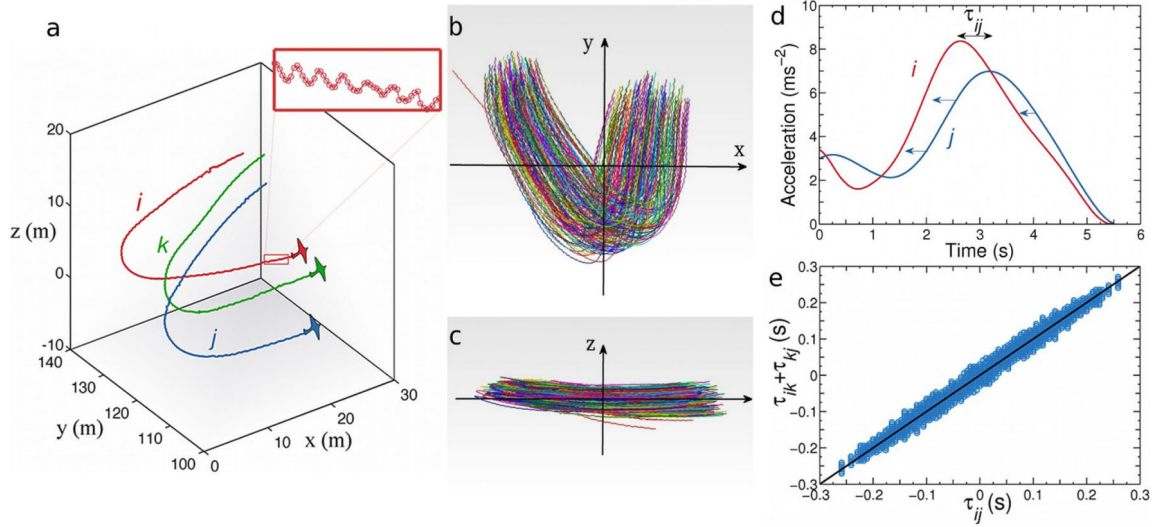 a
20
10
z (m)
0
-10
140
130
y (m)
120
110
100
0
10
x (m)
20
30
i
k
j
b
y
x
c
z
d
τij
Acceleration (ms⁻²)
10
8
6
4
2
0
i
j
0 1 2 3 4 5 6
Time (s)
e
τik+τkj (s)
0.3
0.2
0.1
0
−0.1
−0.2
−0.3
−0.3 −0.2 −0.1 0 0.1 0.2 0.3
τij (s)